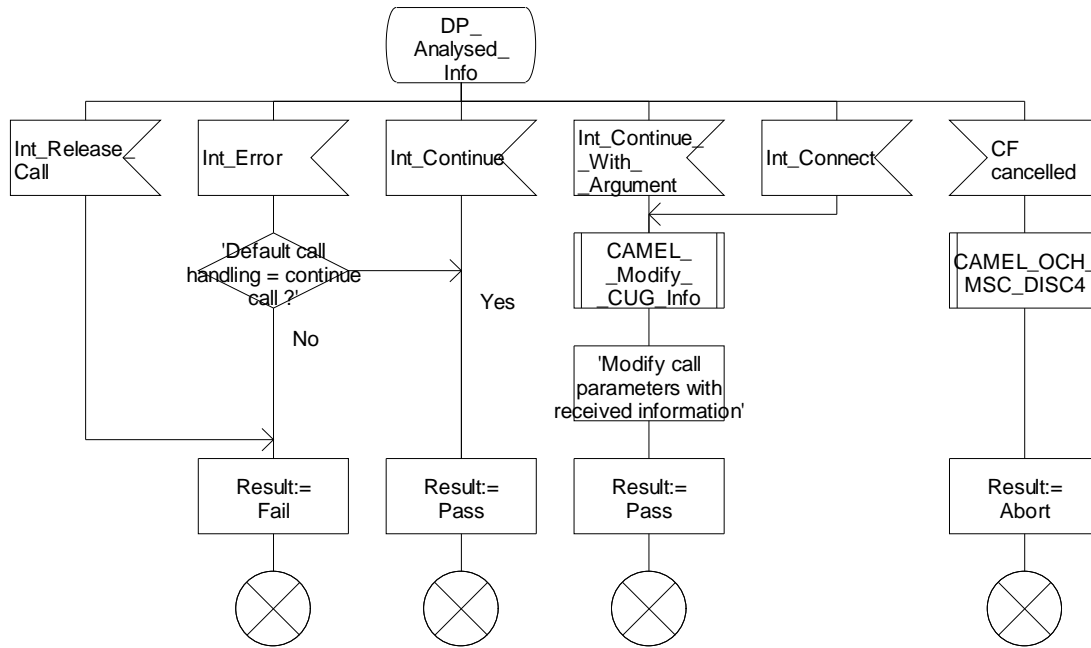 DP_
Analysed_
Info
Int_Release_
Call
Int_Error
Int_Continue
Int_Continue_
_With_
_Argument
Int_Connect
CF
cancelled
'Default call
handling = continue
call ?'
Yes
No
CAMEL_
_Modify_
_CUG_Info
CAMEL_OCH_
MSC_DISC4
'Modify call
parameters with
received information'
Result:=
Fail
Result:=
Pass
Result:=
Pass
Result:=
Abort